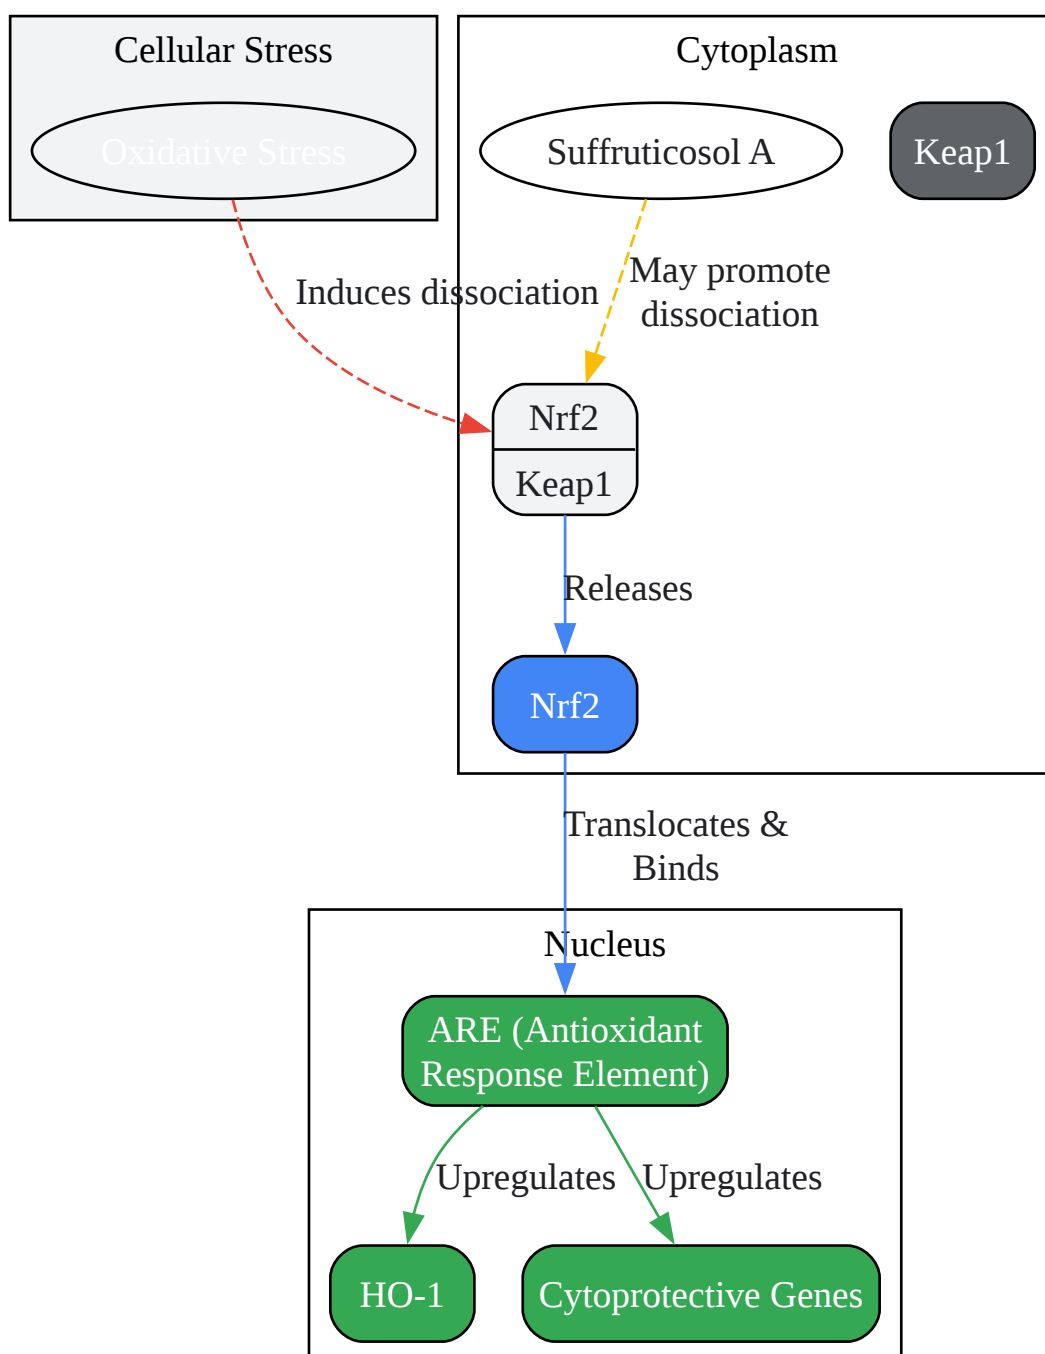 Cellular Stress
Cytoplasm
Oxidative Stress
Suffruticosol A
Keap1
Induces dissociation
May promote
dissociation
Nrf2
Keap1
Releases
Nrf2
Translocates &
Binds
Nucleus
ARE (Antioxidant
Response Element)
Upregulates
Upregulates
HO-1
Cytoprotective Genes